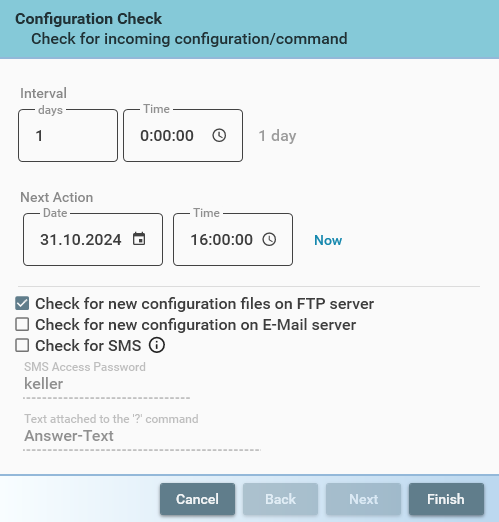 Configuration Check
Check for incoming configuration/command
Interval
days
Time
1
0:00:00
1 day
Next Action
Date
Time
31.10.2024
16:00:00
Now
Check for new configuration files on FTP server
Check for new configuration on E-Mail server
Check for SMS
SMS Access Password
keller
Text attached to the '?' command
Answer-Text
Cancel
Back
Next
Finish